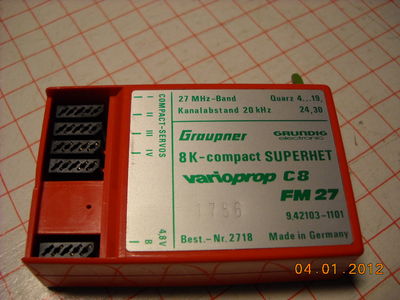 27 MHz-Band Quarz 4...19,
Kanalabstand 20 kHz 24,30
Graupner GRUNDIG electronic
8K-compact SUPERHET
varioprop C8
FM 27
1786
9.42103-1101
Best.-Nr. 2718 Made in Germany
COMPACT-SERVOS
I II III IV
4,8V
B
04.01.2012